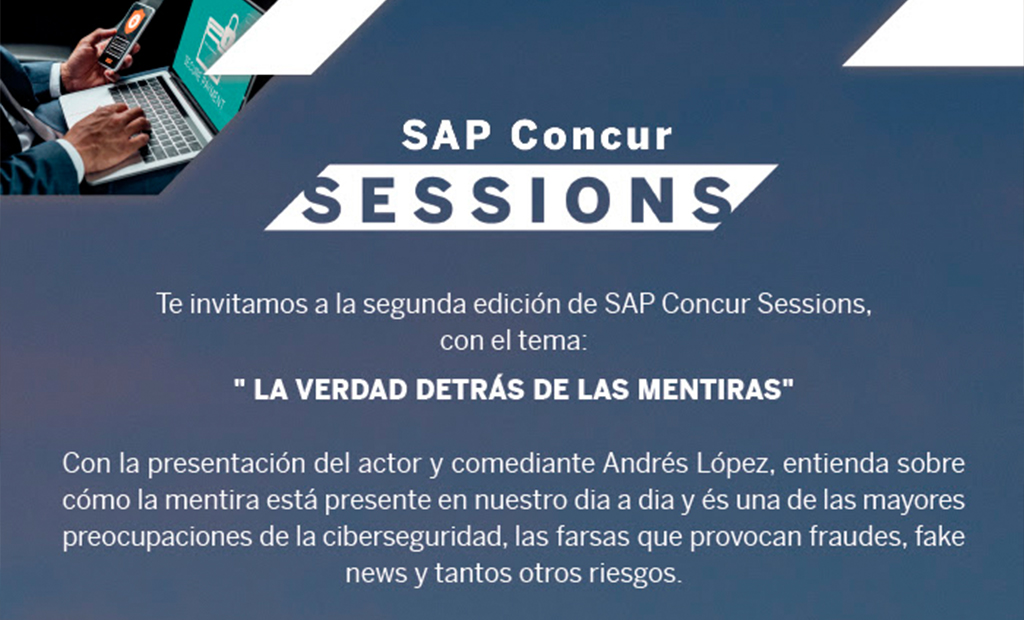 SECURE PAYMENT
SAP Concur
SESSIONS
Te invitamos a la segunda edición de SAP Concur Sessions,
con el tema:
" LA VERDAD DETRÁS DE LAS MENTIRAS"
Con la presentación del actor y comediante Andrés López, entienda sobre
cómo la mentira está presente en nuestro dia a dia y és una de las mayores
preocupaciones de la ciberseguridad, las farsas que provocan fraudes, fake
news y tantos otros riesgos.